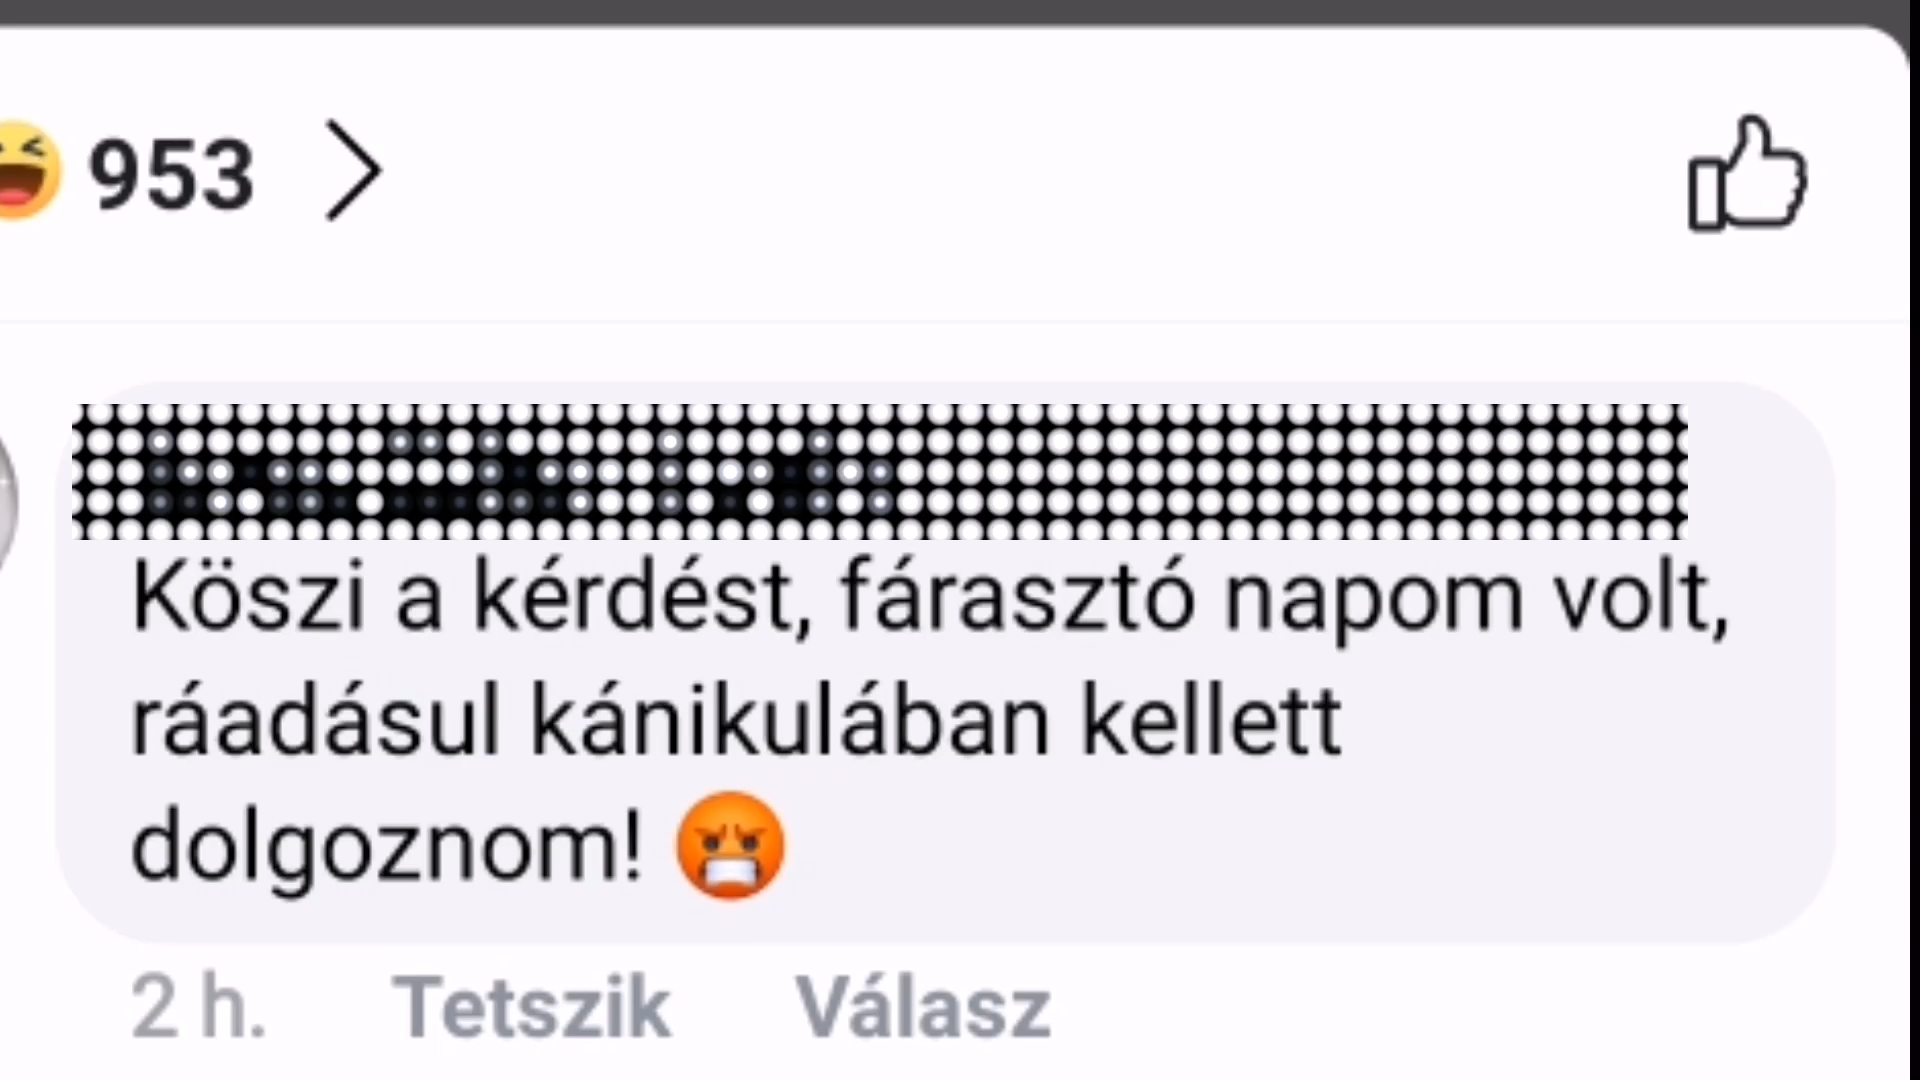 953
Köszi a kérdést, fárasztó napom volt,
ráadásul kánikulában kellett
dolgoznom! 😡
2 h. Tetszik Válasz